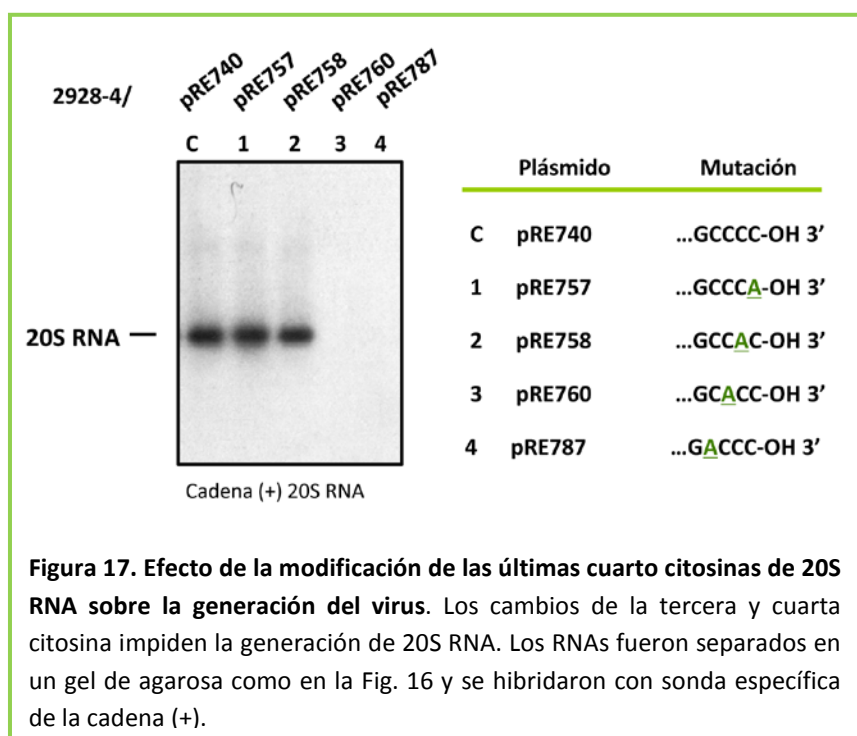 2928-4/ pRE740 pRE757 pRE758 pRE760 pRE787
C 1 2 3 4
20S RNA
Cadena (+) 20S RNA
Plásmido Mutación
C pRE740 ...GCCCC-OH 3’
1 pRE757 ...GCCCA-OH 3’
2 pRE758 ...GCCAC-OH 3’
3 pRE760 ...GCACC-OH 3’
4 pRE787 ...GACCC-OH 3’
Figura 17. Efecto de la modificación de las últimas cuarto citosinas de 20S
RNA sobre la generación del virus. Los cambios de la tercera y cuarta
citosina impiden la generación de 20S RNA. Los RNAs fueron separados en
un gel de agarosa como en la Fig. 16 y se hibridaron con sonda específica
de la cadena (+).